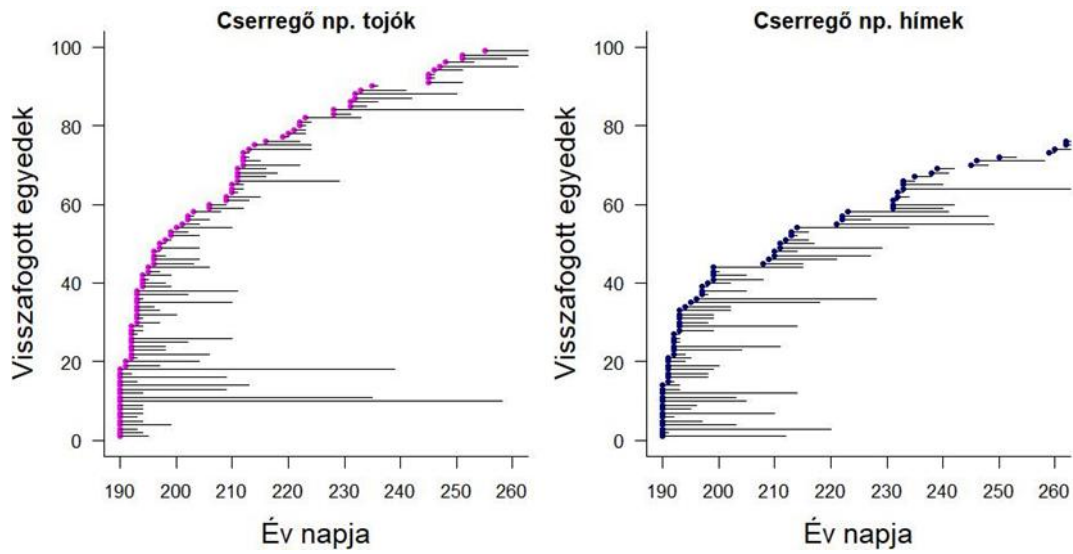 Cserregő np. tojók
Visszafogott egyedek
100
80
60
40
20
0
190 200 210 220 230 240 250 260
Év napja
Cserregő np. hímek
Visszafogott egyedek
100
80
60
40
20
0
190 200 210 220 230 240 250 260
Év napja